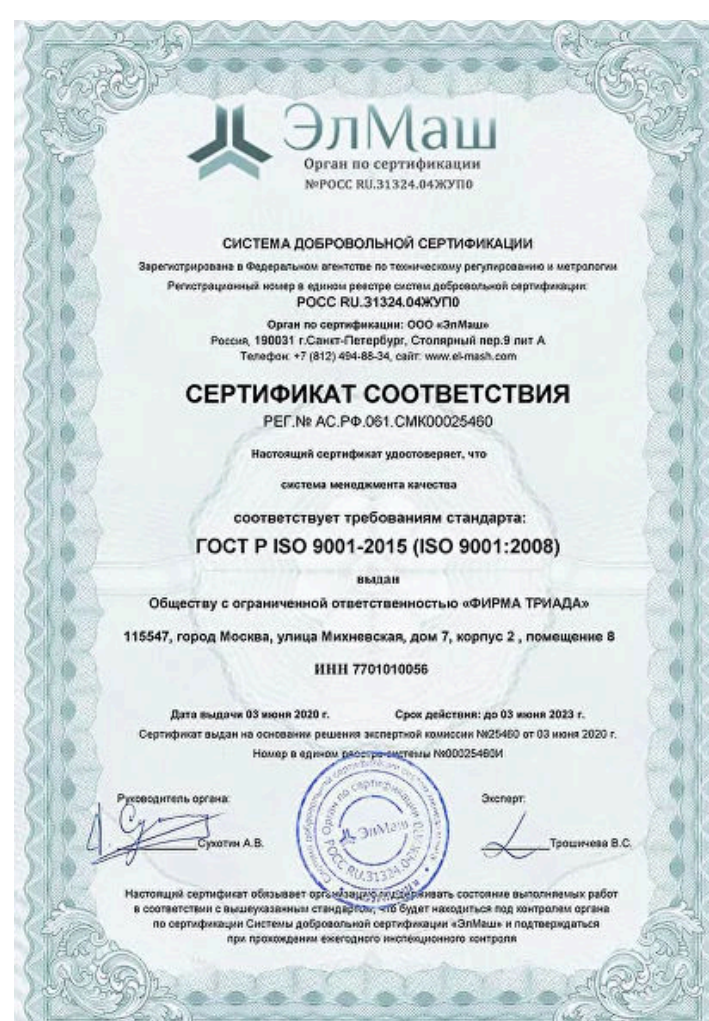 ЭлМаш
Орган по сертификации
№РОСС RU.31324.04ЖУП0
СИСТЕМА ДОБРОВОЛЬНОЙ СЕРТИФИКАЦИИ
Зарегистрирована в Федеральном агентстве по техническому регулированию и метрологии
Регистрационный номер в едином реестре систем добровольной сертификации:
РОСС RU.31324.04ЖУП0
Орган по сертификации: ООО «ЭлМаш»
Россия, 190031 г.Санкт-Петербург, Столярный пер.9 лит А
Телефон: +7 (812) 494-88-34, сайт: www.el-mash.com
СЕРТИФИКАТ СООТВЕТСТВИЯ
РЕГ.№ АС.РФ.061.СМК00025460
Настоящий сертификат удостоверяет, что
система менеджмента качества
соответствует требованиям стандарта:
ГОСТ Р ISO 9001-2015 (ISO 9001:2008)
выдан
Обществу с ограниченной ответственностью «ФИРМА ТРИАДА»
115547, город Москва, улица Михневская, дом 7, корпус 2 , помещение 8
ИНН 7701010056
Дата выдачи 03 июня 2020 г. Срок действия: до 03 июня 2023 г.
Сертификат выдан на основании решения экспертной комиссии №25460 от 03 июня 2020 г.
Номер в едином реестре системы №00025460И
Руководитель органа: Эксперт:
Сухотин А.В. Трошичева В.С.
Орган по сертификации
ЭлМаш
РОСС RU.31324.04ЖУП0
Настоящий сертификат обязывает организацию поддерживать состояние выполняемых работ
в соответствии с вышеуказанным стандартом, что будет находиться под контролем органа
по сертификации Системы добровольной сертификации «ЭлМаш» и подтверждаться
при прохождении ежегодного инспекционного контроля